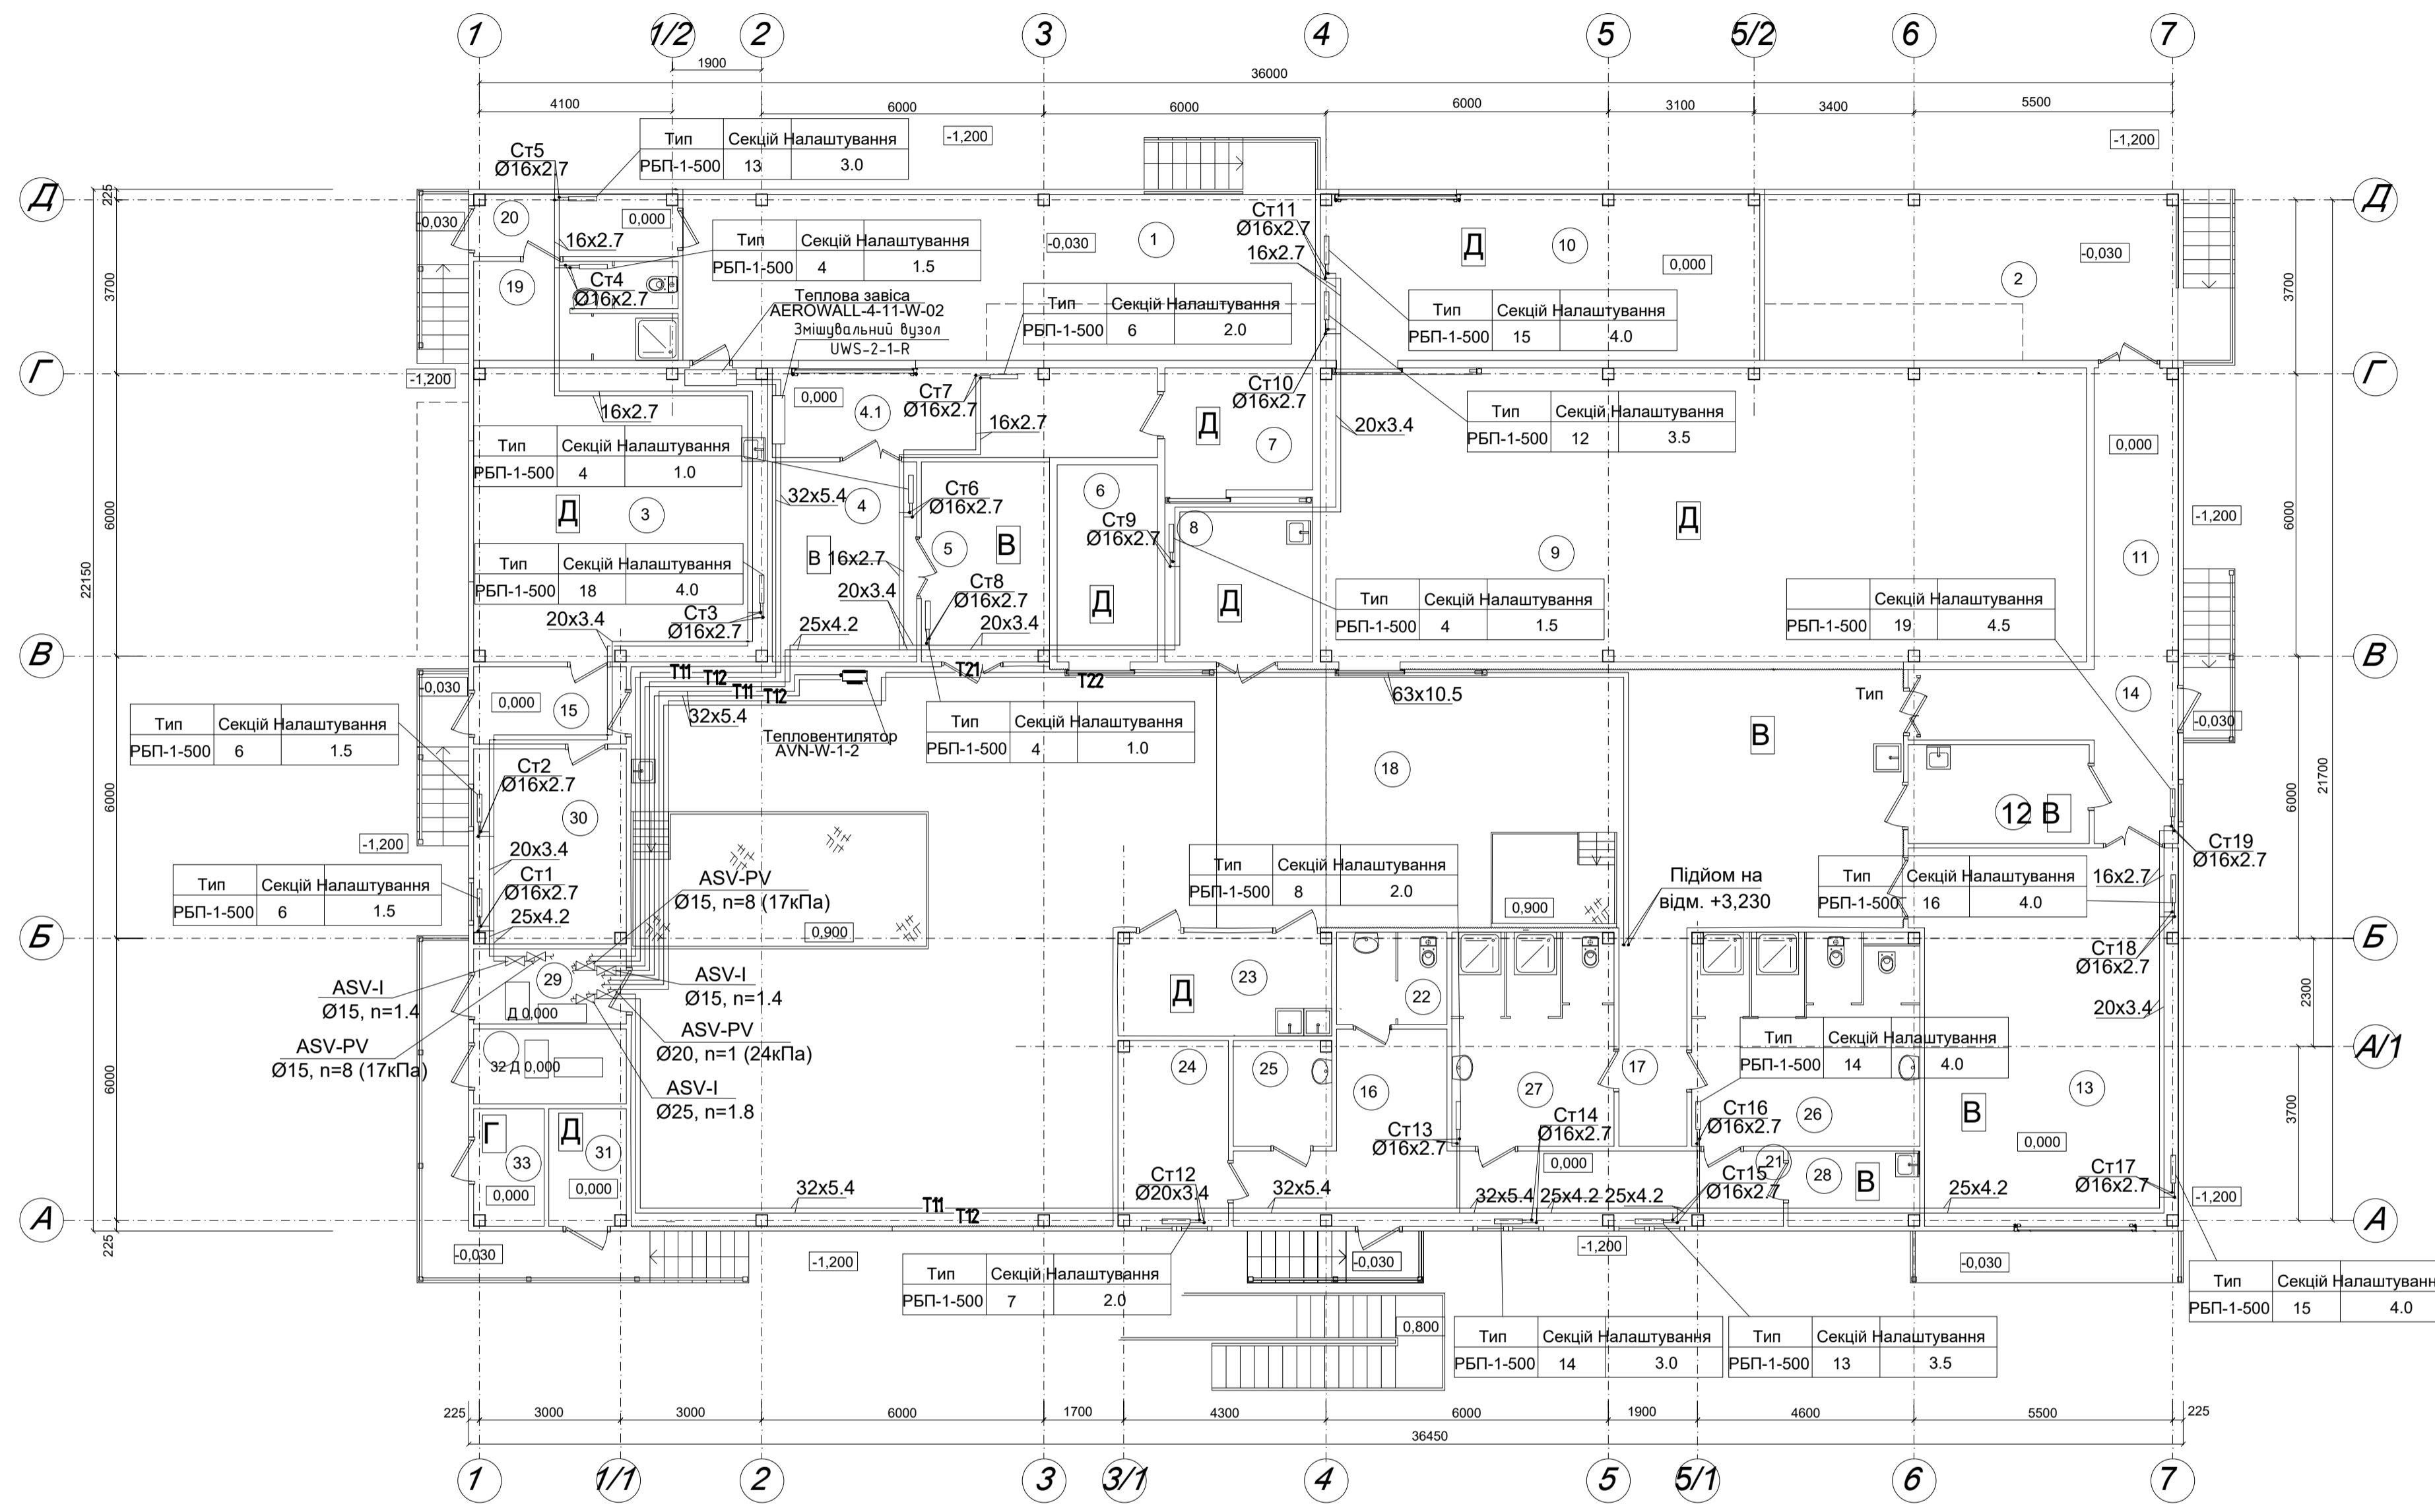 1 1/2 2 3 4 5 5/2 6 7
1900
36000
4100 6000 6000 6000 3100 3400 5500
-1,200
-1,200
Тип Секцій Налаштування
РБП-1-500 13 3.0
Ст5
Ø16x2.7
Д
225
Д
20
-0,030
0,000
16x2.7
Тип Секцій Налаштування
РБП-1-500 4 1.5
-0,030
1
Ст11
Ø16x2.7
16x2.7
Д
10
0,000
2
-0,030
19
Ст4
Ø16x2.7
3700
3700
Теплова завіса
AEROWALL-4-11-W-02
Змішувальний вузол
UWS-2-1-R
Тип Секцій Налаштування
РБП-1-500 6 2.0
Тип Секцій Налаштування
РБП-1-500 15 4.0
Г
-1,200
Г
0,000
4.1
Ст7
Ø16x2.7
16x2.7
Ст10
Ø16x2.7
16x2.7
Д
7
20x3.4
Тип Секцій Налаштування
РБП-1-500 12 3.5
0,000
Тип Секцій Налаштування
РБП-1-500 4 1.0
Д
3
32x5.4
4
Ст6
Ø16x2.7
6
Ст9
Ø16x2.7
8
Д
9
11
-1,200
6000
6000
22150
5
В
В
16x2.7
Тип Секцій Налаштування
РБП-1-500 18 4.0
Ст3
Ø16x2.7
20x3.4
Ст8
Ø16x2.7
20x3.4
Д
Д
Тип Секцій Налаштування
РБП-1-500 4 1.5
Секцій Налаштування
РБП-1-500 19 4.5
20x3.4
25x4.2
В
В
T11 T12 T11 T12
T21
T22
-0,030
0,000
15
32x5.4
63x10.5
Тип
14
-0,030
Тип Секцій Налаштування
РБП-1-500 6 1.5
Тепловентилятор
AVN-W-1-2
Тип Секцій Налаштування
РБП-1-500 4 1.0
В
18
Ст2
Ø16x2.7
30
6000
6000
21700
12 В
-1,200
20x3.4
Ст1
Ø16x2.7
25x4.2
Тип Секцій Налаштування
РБП-1-500 6 1.5
ASV-PV
Ø15, n=8 (17кПа)
Тип Секцій Налаштування
РБП-1-500 8 2.0
Підйом на
відм. +3,230
Тип Секцій Налаштування
РБП-1-500 16 4.0
16x2.7
Ст19
Ø16x2.7
0,900
0,900
Б
Б
Ст18
Ø16x2.7
29
ASV-I
Ø15, n=1.4
ASV-I
Ø15, n=1.4
23
Д
22
2300
20x3.4
Д 0,000
ASV-PV
Ø15, n=8 (17кПа)
ASV-PV
Ø20, n=1 (24кПа)
32 Д 0,000
ASV-I
Ø25, n=1.8
24
25
16
27
17
Тип Секцій Налаштування
РБП-1-500 14 4.0
А/1
13
6000
3700
Г
Д
33
31
0,000
0,000
Ст13
Ø16x2.7
Ст14
Ø16x2.7
Ст16
Ø16x2.7
26
В
0,000
0,000
21
28
В
Ст12
Ø20x3.4
Ст15
Ø16x2.7
Ст17
Ø16x2.7
А
32x5.4
T11
T12
32x5.4
32x5.4
25x4.2
25x4.2
25x4.2
-1,200
А
225
-0,030
-1,200
-0,030
-1,200
-0,030
Тип Секцій Налаштування
РБП-1-500 7 2.0
0,800
Тип Секцій Налаштування
РБП-1-500 14 3.0
Тип Секцій Налаштування
РБП-1-500 13 3.5
Тип Секцій
РБП-1-500 15 4.0
225 3000 3000 6000 1700 4300 6000 1900 4600 5500 225
36450
1 1/1 2 3 3/1 4 5 5/1 6 7